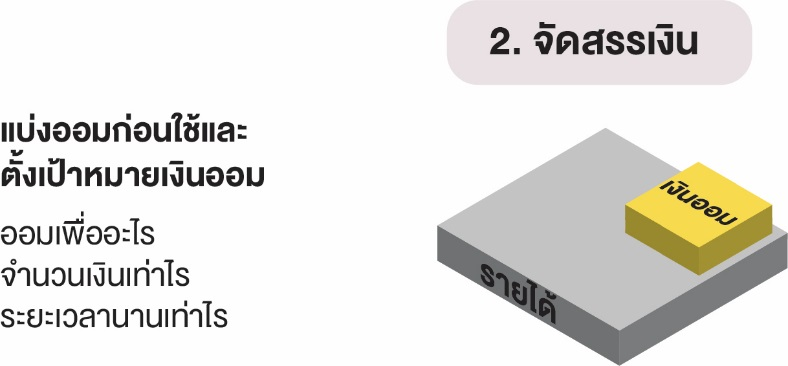 2. จัดสรรเงิน
แบ่งออมก่อนใช้และ
ตั้งเป้าหมายเงินออม
ออมเพื่ออะไร
จำนวนเงินเท่าไร
ระยะเวลานานเท่าไร
เงินออม
รายได้